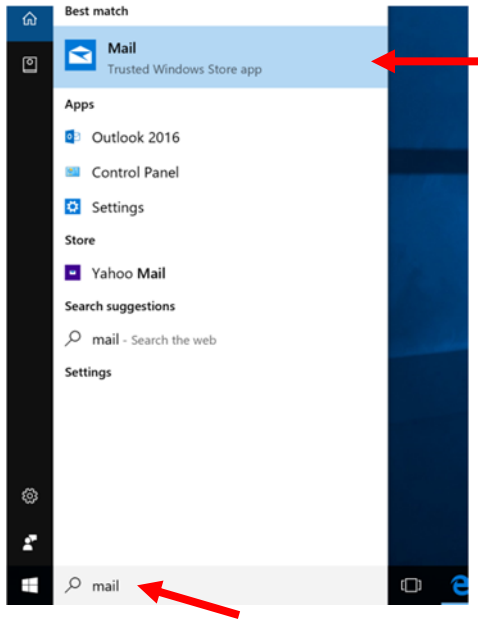 Best match
Mail
Trusted Windows Store app
Apps
Outlook 2016
Control Panel
Settings
Store
Yahoo Mail
Search suggestions
mail - Search the web
Settings
mail